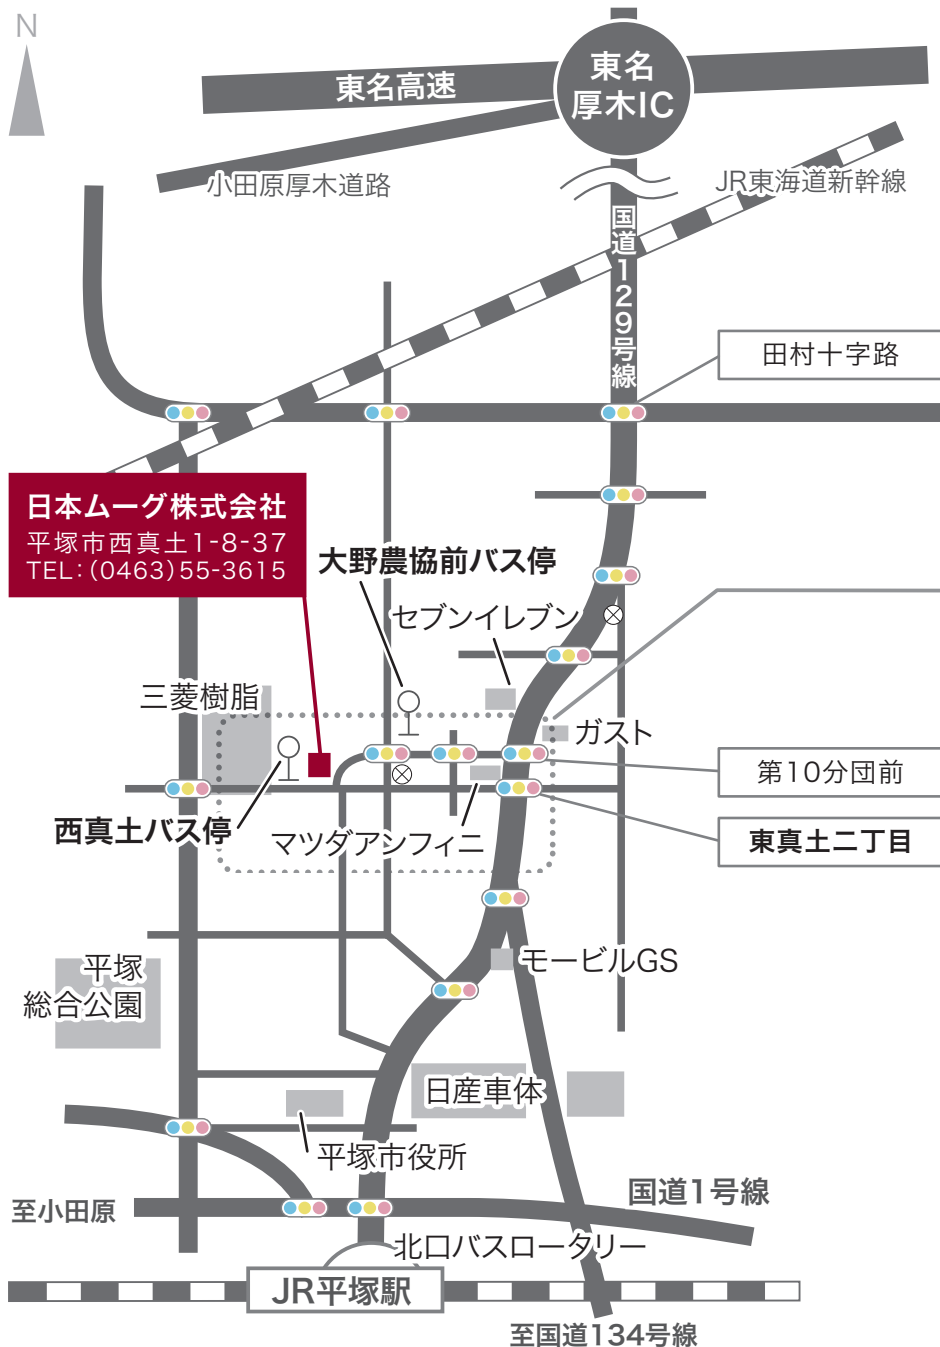 N
東名
厚木IC
東名高速
小田原厚木道路
JR東海道新幹線
国道129号線
田村十字路
日本ムーグ株式会社
平塚市西真土1-8-37
TEL：(0463)55-3615
大野農協前バス停
セブンイレブン
三菱樹脂
ガスト
第10分団前
西真土バス停
マツダアンフィニ
東真土二丁目
モービルGS
平塚
総合公園
日産車体
平塚市役所
国道1号線
至小田原
北口バスロータリー
JR平塚駅
至国道134号線